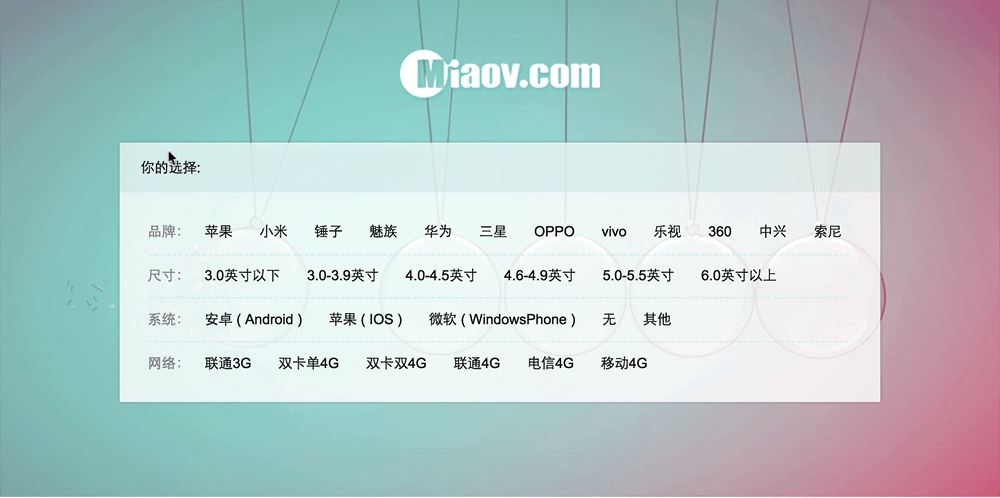 Miaov.com
你的选择:
品牌: 苹果 小米 锤子 魅族 华为 三星 OPPO vivo 乐视 360 中兴 索尼
尺寸: 3.0英寸以下 3.0-3.9英寸 4.0-4.5英寸 4.6-4.9英寸 5.0-5.5英寸 6.0英寸以上
系统: 安卓 ( Android ) 苹果 ( IOS ) 微软 ( WindowsPhone ) 无 其他
网络: 联通3G 双卡单4G 双卡双4G 联通4G 电信4G 移动4G